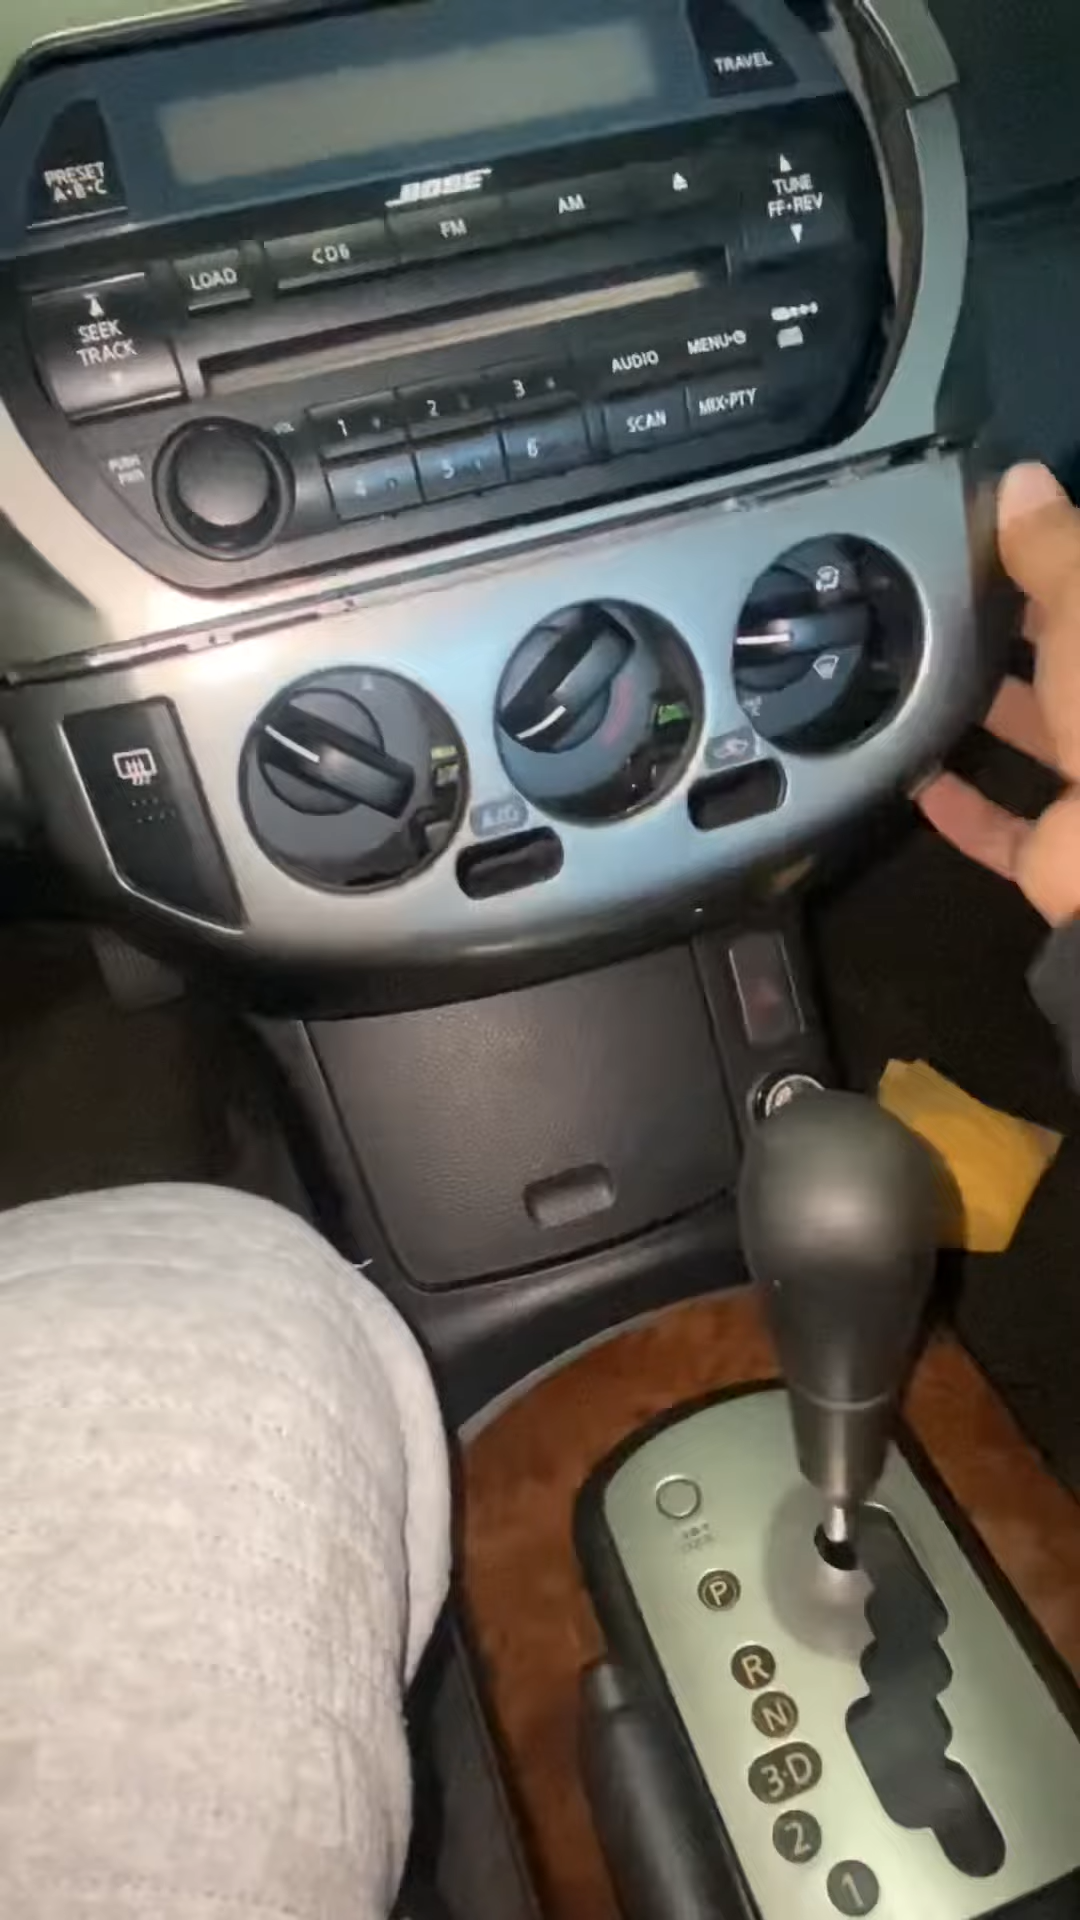 TRAVEL
PRESET
A•B•C
BOSE
LOAD
CD6
FM
AM
TUNE
FF•REV
SEEK
TRACK
AUDIO
MENU
VOL
PUSH
PWR
1
2
3
4
5
6
SCAN
MIX•PTY
P
R
N
3•D
2
1